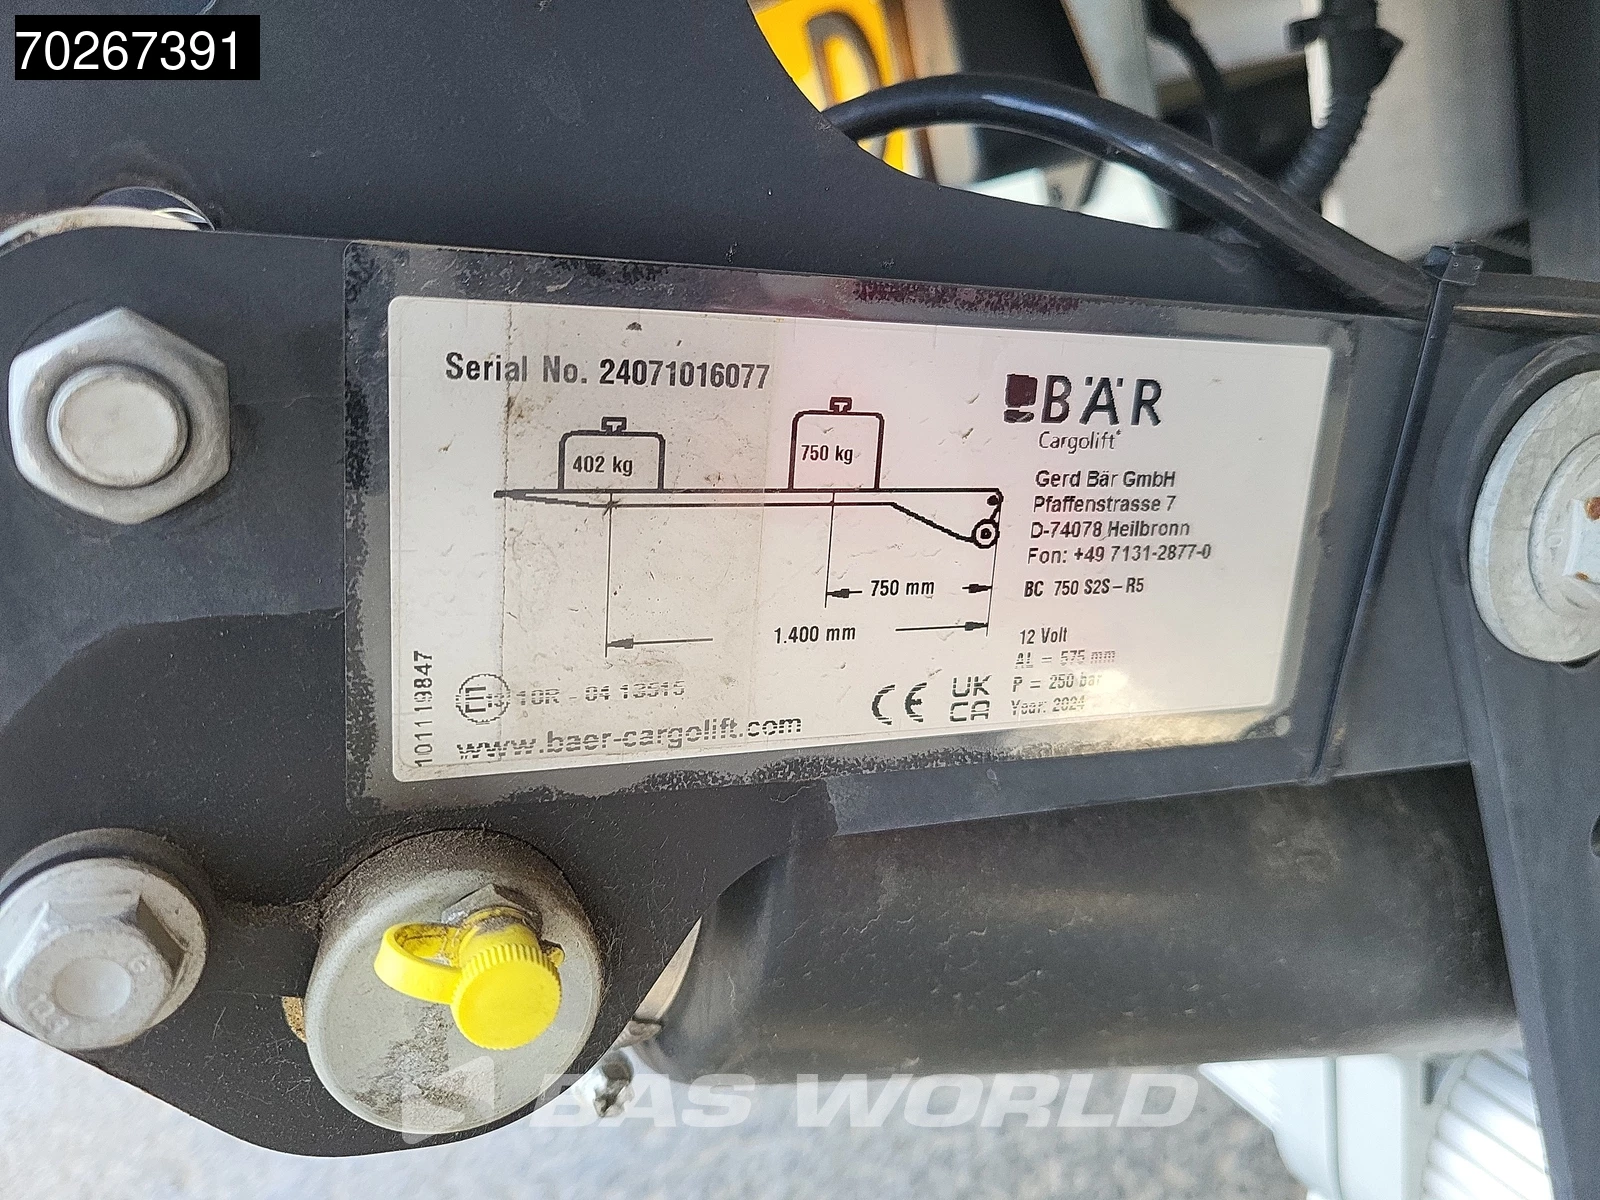 70267391
Serial No. 24071016077
402 kg
750 kg
750 mm
1.400 mm
BÄR
Cargolift
Gerd Bär GmbH
Pfaffenstrasse 7
D-74078 Heilbronn
Fon: +49 7131-2877-0
BC 750 S2S-R5
12 Volt
AL = 575 mm
P = 250 bar
Year: 2024
CE
UK
CA
10R - 04 13515
www.baer-cargolift.com
101119847
BAS WORLD